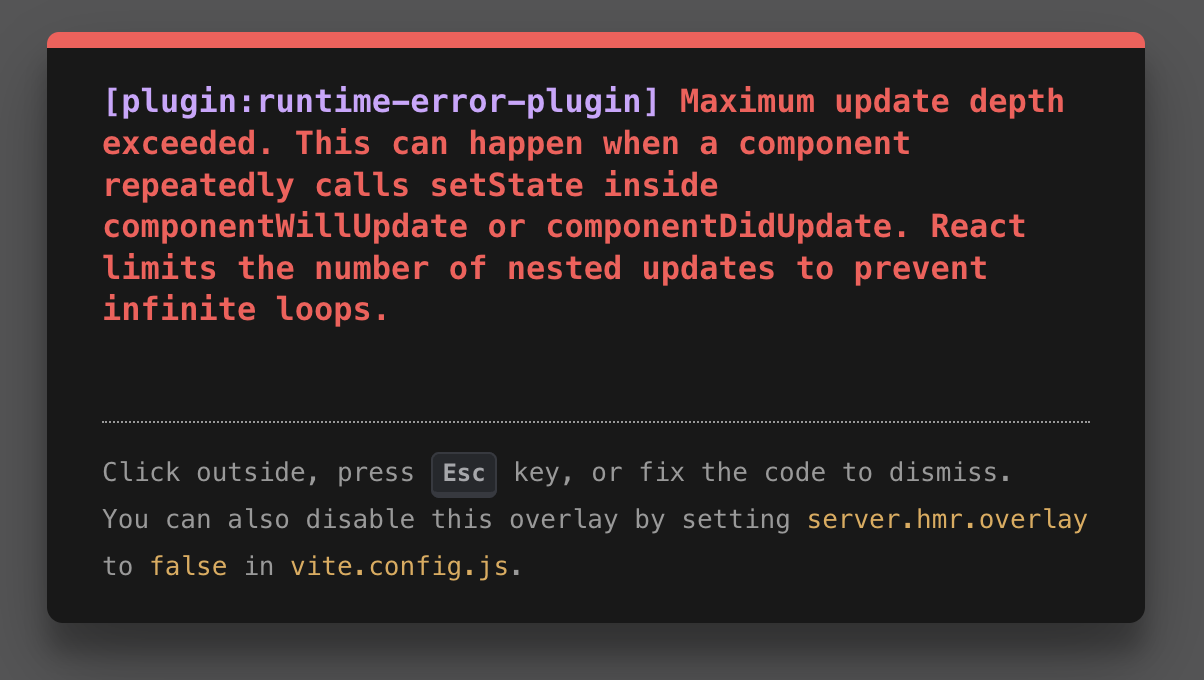 [plugin:runtime-error-plugin] Maximum update depth
exceeded. This can happen when a component
repeatedly calls setState inside
componentWillUpdate or componentDidUpdate. React
limits the number of nested updates to prevent
infinite loops.
Click outside, press Esc key, or fix the code to dismiss.
You can also disable this overlay by setting server.hmr.overlay
to false in vite.config.js.